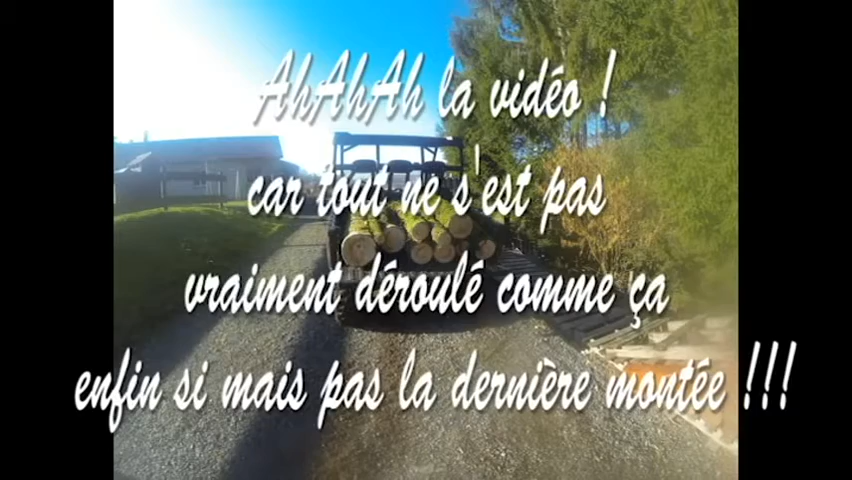 AhAhAh la vidéo !
car tout ne s'est pas
vraiment déroulé comme ça
enfin si mais pas la dernière montée !!!